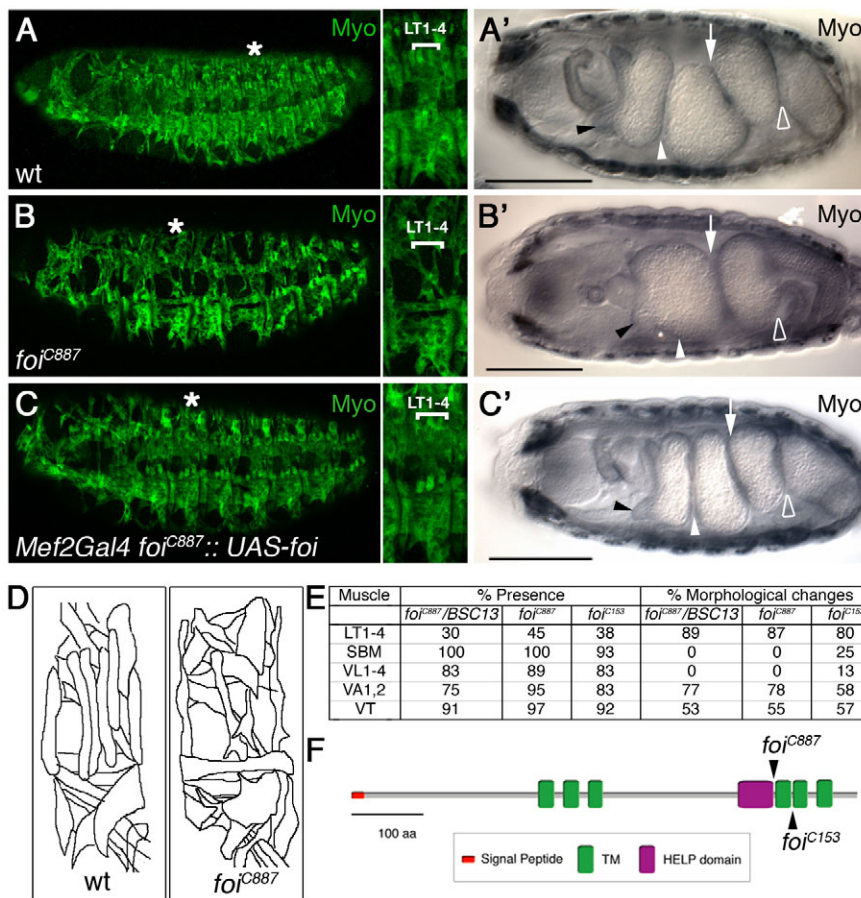 A
*
Myo
LT1-4
A'
Myo
wt
B
*
Myo
LT1-4
B'
Myo
foi^C887
C
*
Myo
LT1-4
C'
Myo
Mef2Gal4 foi^C887:: UAS-foi
D
wt
foi^C887
E
Muscle % Presence % Morphological changes
foi^C887/BSC13 foi^C887 foi^C153 foi^C887/BSC13 foi^C887 foi^C153
LT1-4 30 45 38 89 87 80
SBM 100 100 93 0 0 25
VL1-4 83 89 83 0 0 13
VA1,2 75 95 83 77 78 58
VT 91 97 92 53 55 57
F
foi^C887
100 aa
foi^C153
Signal Peptide TM HELP domain